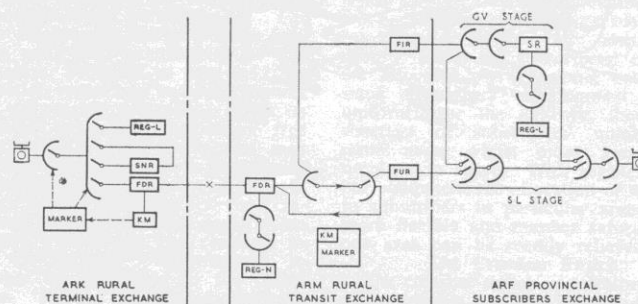 GV STAGE
FIR
SR
REG-L
REG-L
SNR
FDR
FDR
FUR
MARKER
KM
KM
MARKER
REG-N
SL STAGE
ARK RURAL
TERMINAL EXCHANGE
ARM RURAL
TRANSIT EXCHANGE
ARF PROVINCIAL
SUBSCRIBERS EXCHANGE